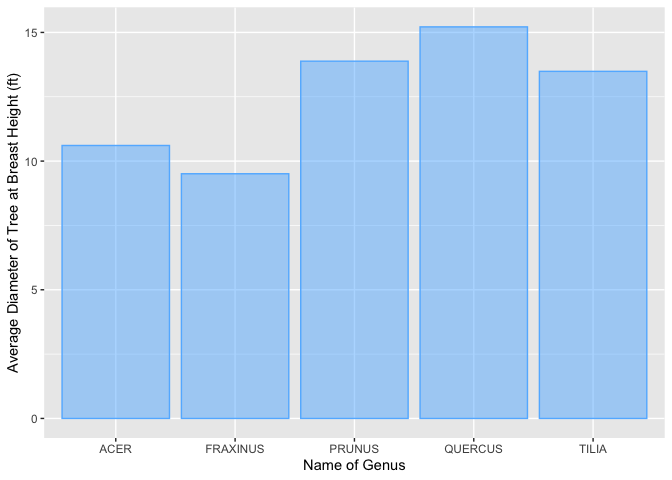 Average Diameter of Tree at Breast Height (ft)
15
10
5
0
ACER FRAXINUS PRUNUS QUERCUS TILIA
Name of Genus